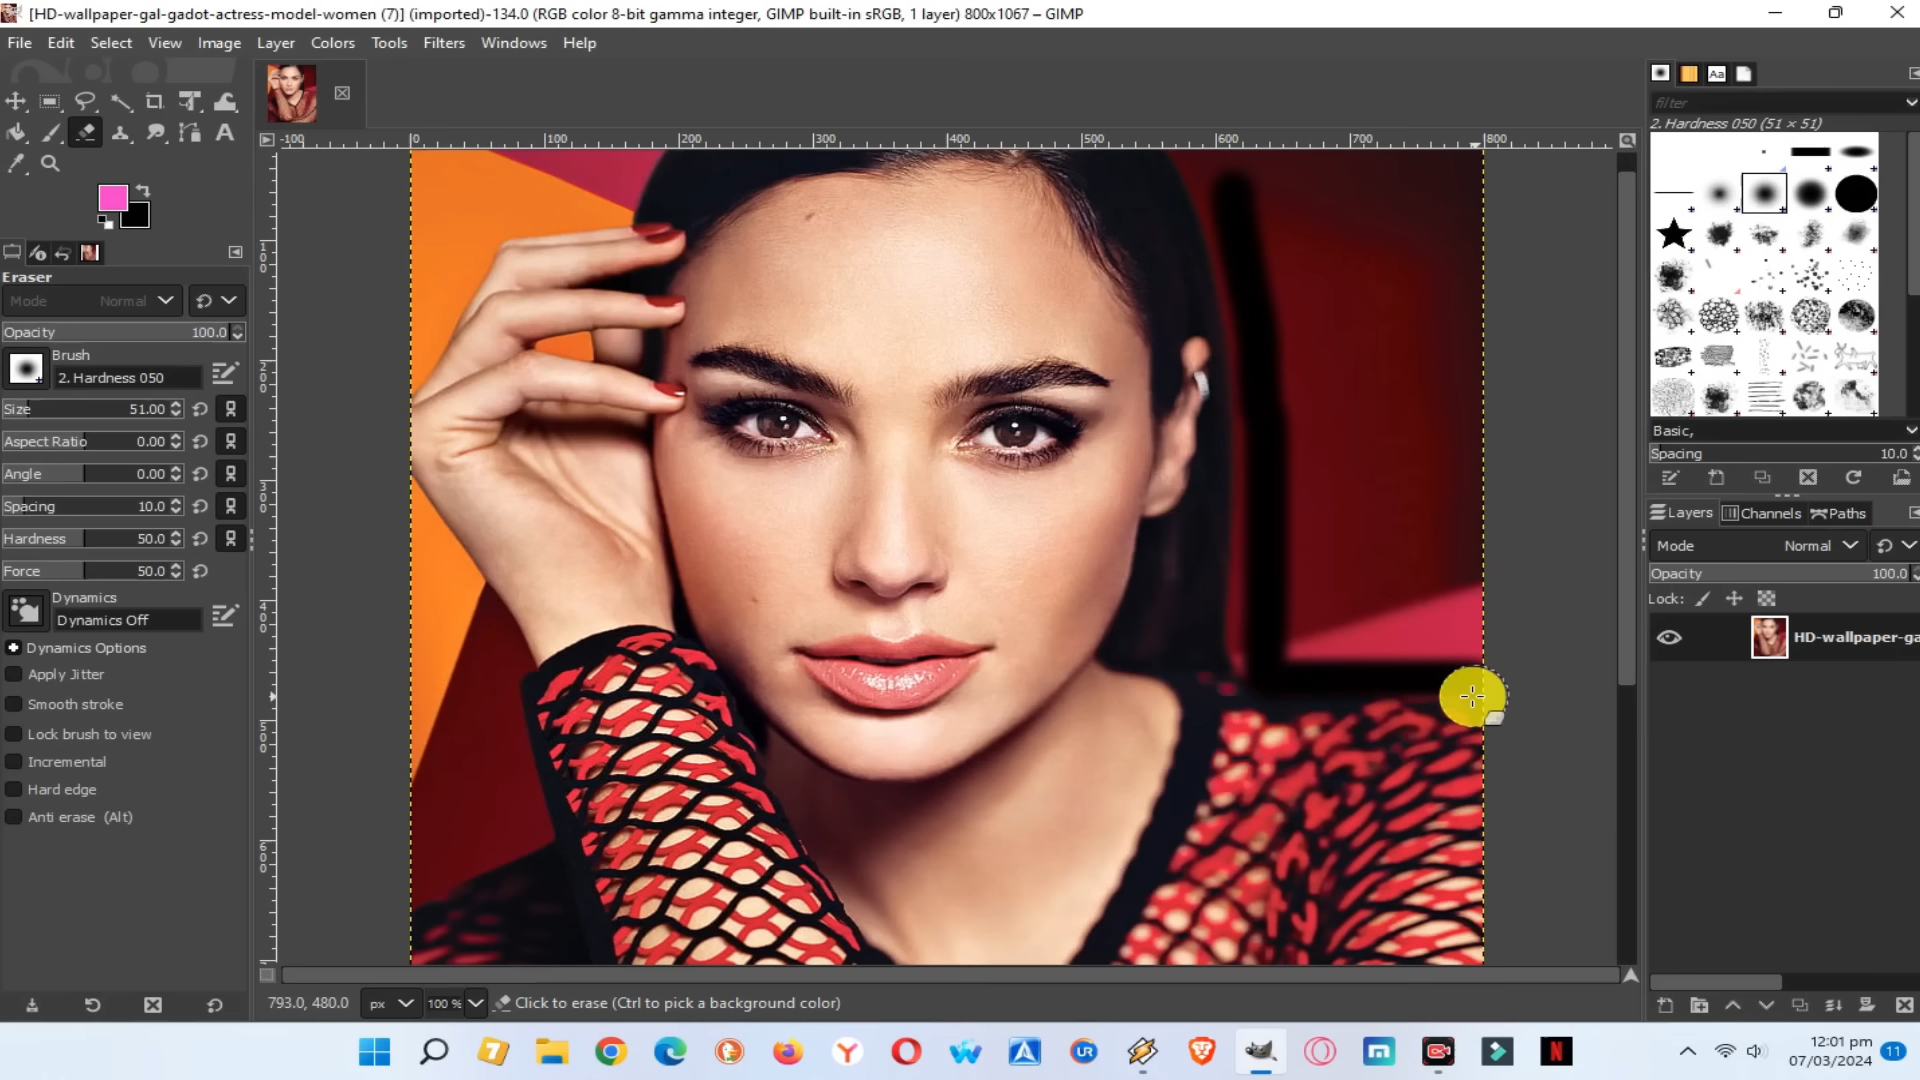 [HD-wallpaper-gal-gadot-actress-model-women (7)] (imported)-134.0 (RGB color 8-bit gamma integer, GIMP built-in sRGB, 1 layer) 800x1067 – GIMP
File Edit Select View Image Layer Colors Tools Filters Windows Help
filter
2. Hardness 050 (51 × 51)
-100 0 100 200 300 400 500 600 700 800
100
200
300
400
500
600
Eraser
Mode Normal
Opacity 100.0
Brush
2. Hardness 050
Size 51.00
Aspect Ratio 0.00
Angle 0.00
Spacing 10.0
Hardness 50.0
Force 50.0
Dynamics
Dynamics Off
Dynamics Options
Apply Jitter
Smooth stroke
Lock brush to view
Incremental
Hard edge
Anti erase (Alt)
Basic,
Spacing 10.0
Layers Channels Paths
Mode Normal
Opacity 100.0
Lock:
HD-wallpaper-ga
793.0, 480.0 px 100 % Click to erase (Ctrl to pick a background color)
12:01 pm
07/03/2024
11